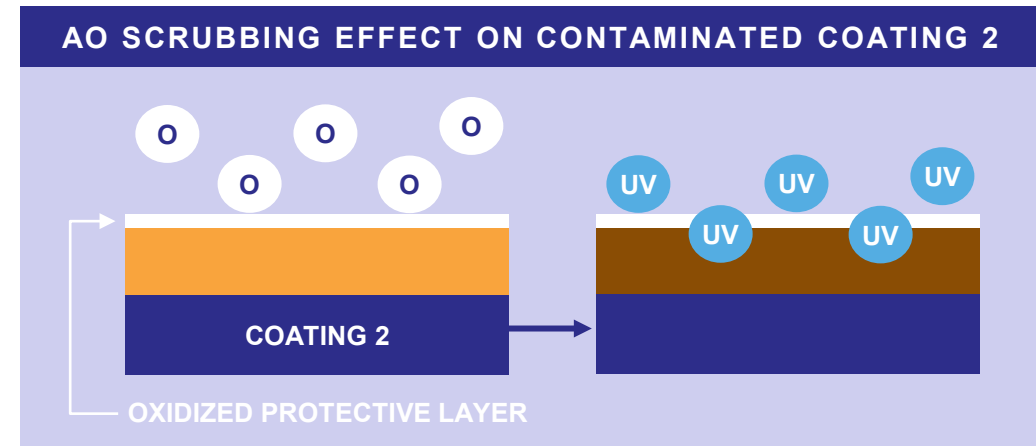 AO SCRUBBING EFFECT ON CONTAMINATED COATING 2
O
O
O
O
O
UV
UV
UV
UV
UV
COATING 2
OXIDIZED PROTECTIVE LAYER